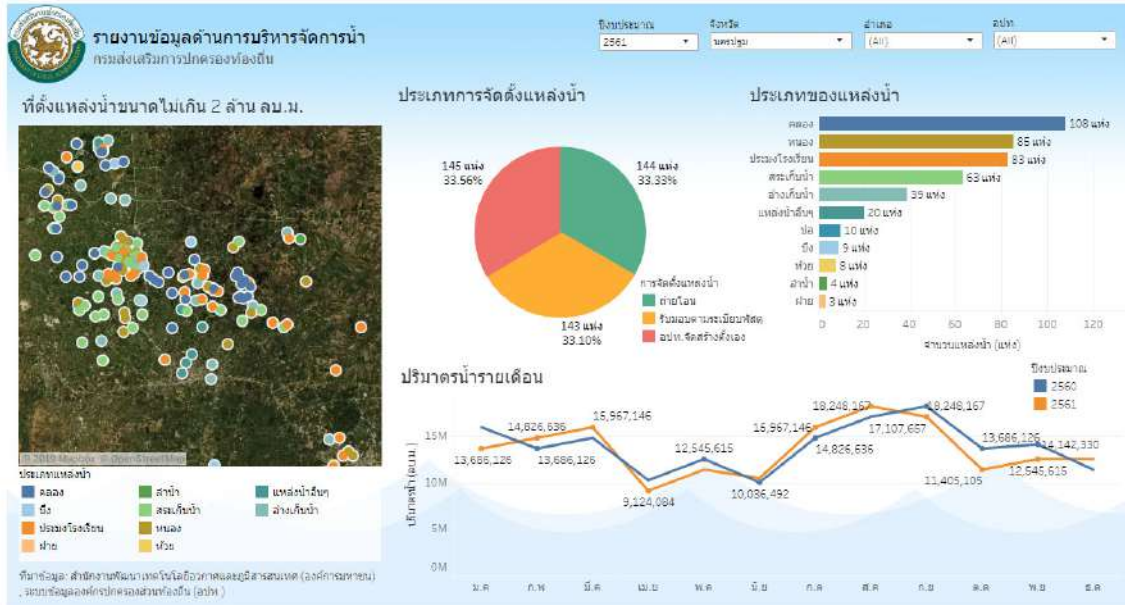 รายงานข้อมูลด้านการบริหารจัดการน้ำ
กรมส่งเสริมการปกครองท้องถิ่น
ปีงบประมาณ
2561
จังหวัด
นครปฐม
อำเภอ
(All)
อปท.
(All)
ที่ตั้งแหล่งน้ำขนาดไม่เกิน 2 ล้าน ลบ.ม.
© 2019 Mapbox © OpenStreetMap
ประเภทแหล่งน้ำ
คลอง
บึง
ประมงโรงเรียน
ฝาย
ลำน้ำ
สระเก็บน้ำ
หนอง
ห้วย
แหล่งน้ำอื่นๆ
อ่างเก็บน้ำ
ที่มาข้อมูล: สำนักงานพัฒนาเทคโนโลยีอวกาศและภูมิสารสนเทศ (องค์การมหาชน)
, ระบบข้อมูลองค์กรปกครองส่วนท้องถิ่น (อปท.)
ประเภทการจัดตั้งแหล่งน้ำ
145 แห่ง
33.56%
144 แห่ง
33.33%
143 แห่ง
33.10%
การจัดตั้งแหล่งน้ำ
ถ่ายโอน
รับมอบตามระเบียบพัสดุ
อปท.จัดสร้างตั้งเอง
ประเภทของแหล่งน้ำ
คลอง 108 แห่ง
หนอง 85 แห่ง
ประมงโรงเรียน 83 แห่ง
สระเก็บน้ำ 63 แห่ง
อ่างเก็บน้ำ 39 แห่ง
แหล่งน้ำอื่นๆ 20 แห่ง
บ่อ 10 แห่ง
บึง 9 แห่ง
ห้วย 8 แห่ง
ลำน้ำ 4 แห่ง
ฝาย 3 แห่ง
0 20 40 60 80 100 120
จำนวนแหล่งน้ำ (แห่ง)
ปริมาตรน้ำรายเดือน
ปีงบประมาณ
2560
2561
ปริมาตรน้ำ (ลบ.ม.)
15M
10M
5M
0M
13,686,126
14,826,636
13,686,126
15,967,146
9,124,084
12,545,615
10,036,492
15,967,146
14,826,636
18,248,167
17,107,657
18,248,167
11,405,105
13,686,126
12,545,615
14,142,330
ม.ค ก.พ มี.ค เม.ย พ.ค มิ.ย ก.ค ส.ค ก.ย ต.ค พ.ย ธ.ค